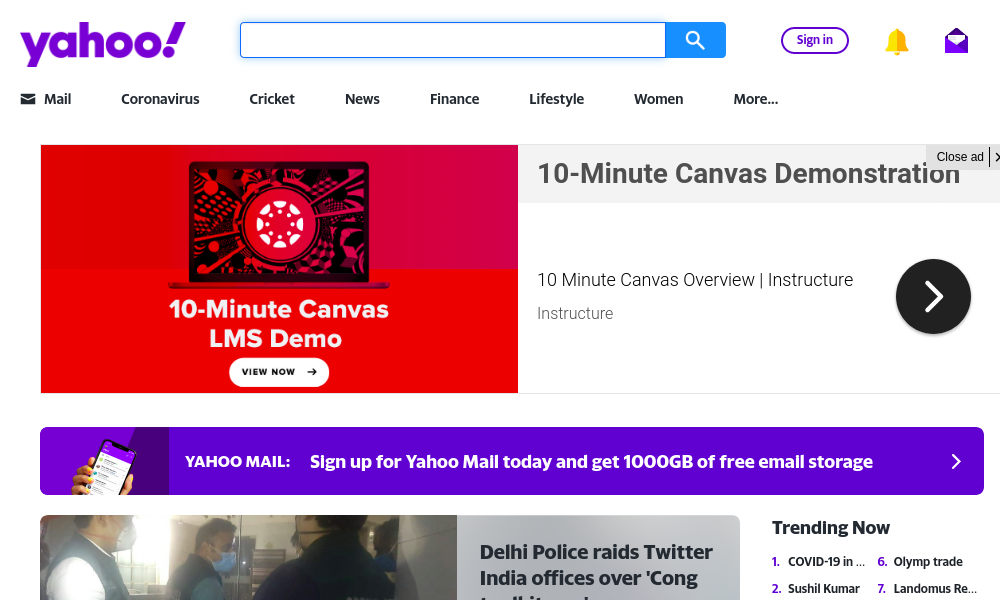 yahoo!
Sign in
Mail
Coronavirus
Cricket
News
Finance
Lifestyle
Women
More...
10-Minute Canvas Demonstration
Close ad
10-Minute Canvas
LMS Demo
VIEW NOW
10 Minute Canvas Overview | Instructure
Instructure
YAHOO MAIL: Sign up for Yahoo Mail today and get 1000GB of free email storage
Delhi Police raids Twitter
India offices over 'Cong
Trending Now
1. COVID-19 in ...
2. Sushil Kumar
6. Olymp trade
7. Landomus Re...